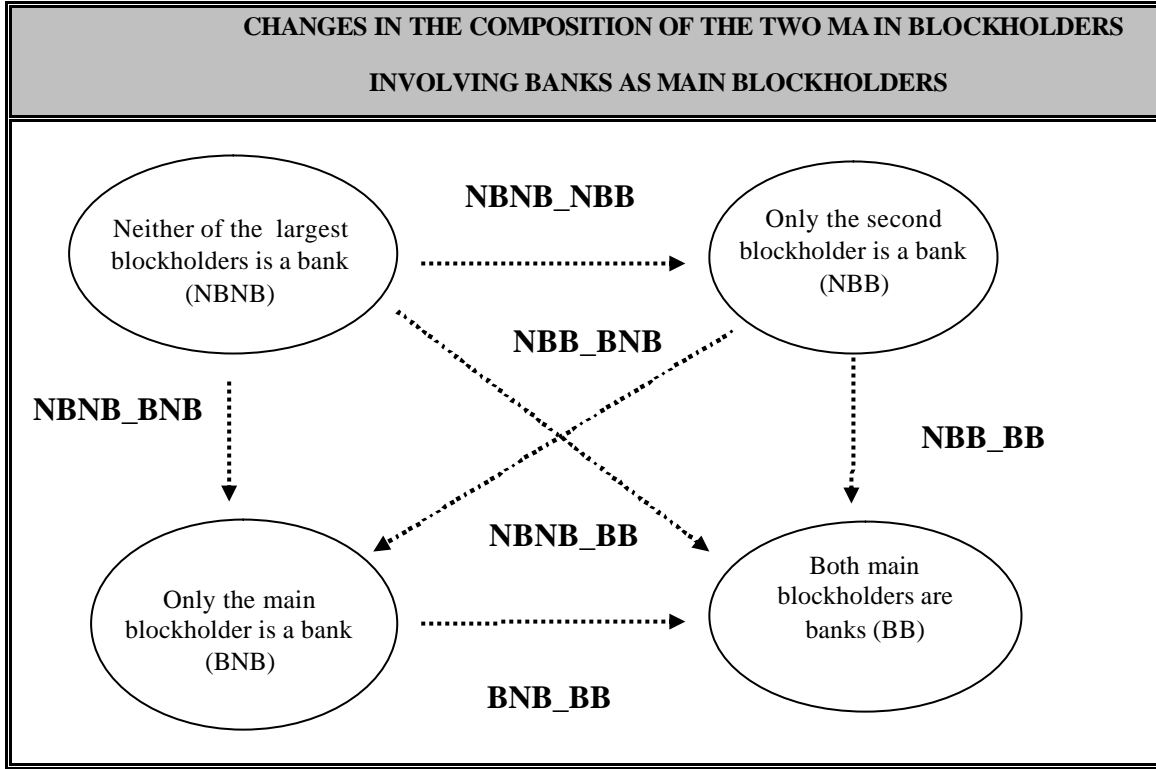 CHANGES IN THE COMPOSITION OF THE TWO MAIN BLOCKHOLDERS
INVOLVING BANKS AS MAIN BLOCKHOLDERS
Neither of the largest
blockholders is a bank
(NBNB)
NBNB_NBB
Only the second
blockholder is a bank
(NBB)
NBB_BNB
NBNB_BNB
NBB_BB
NBNB_BB
Only the main
blockholder is a bank
(BNB)
Both main
blockholders are
banks (BB)
BNB_BB